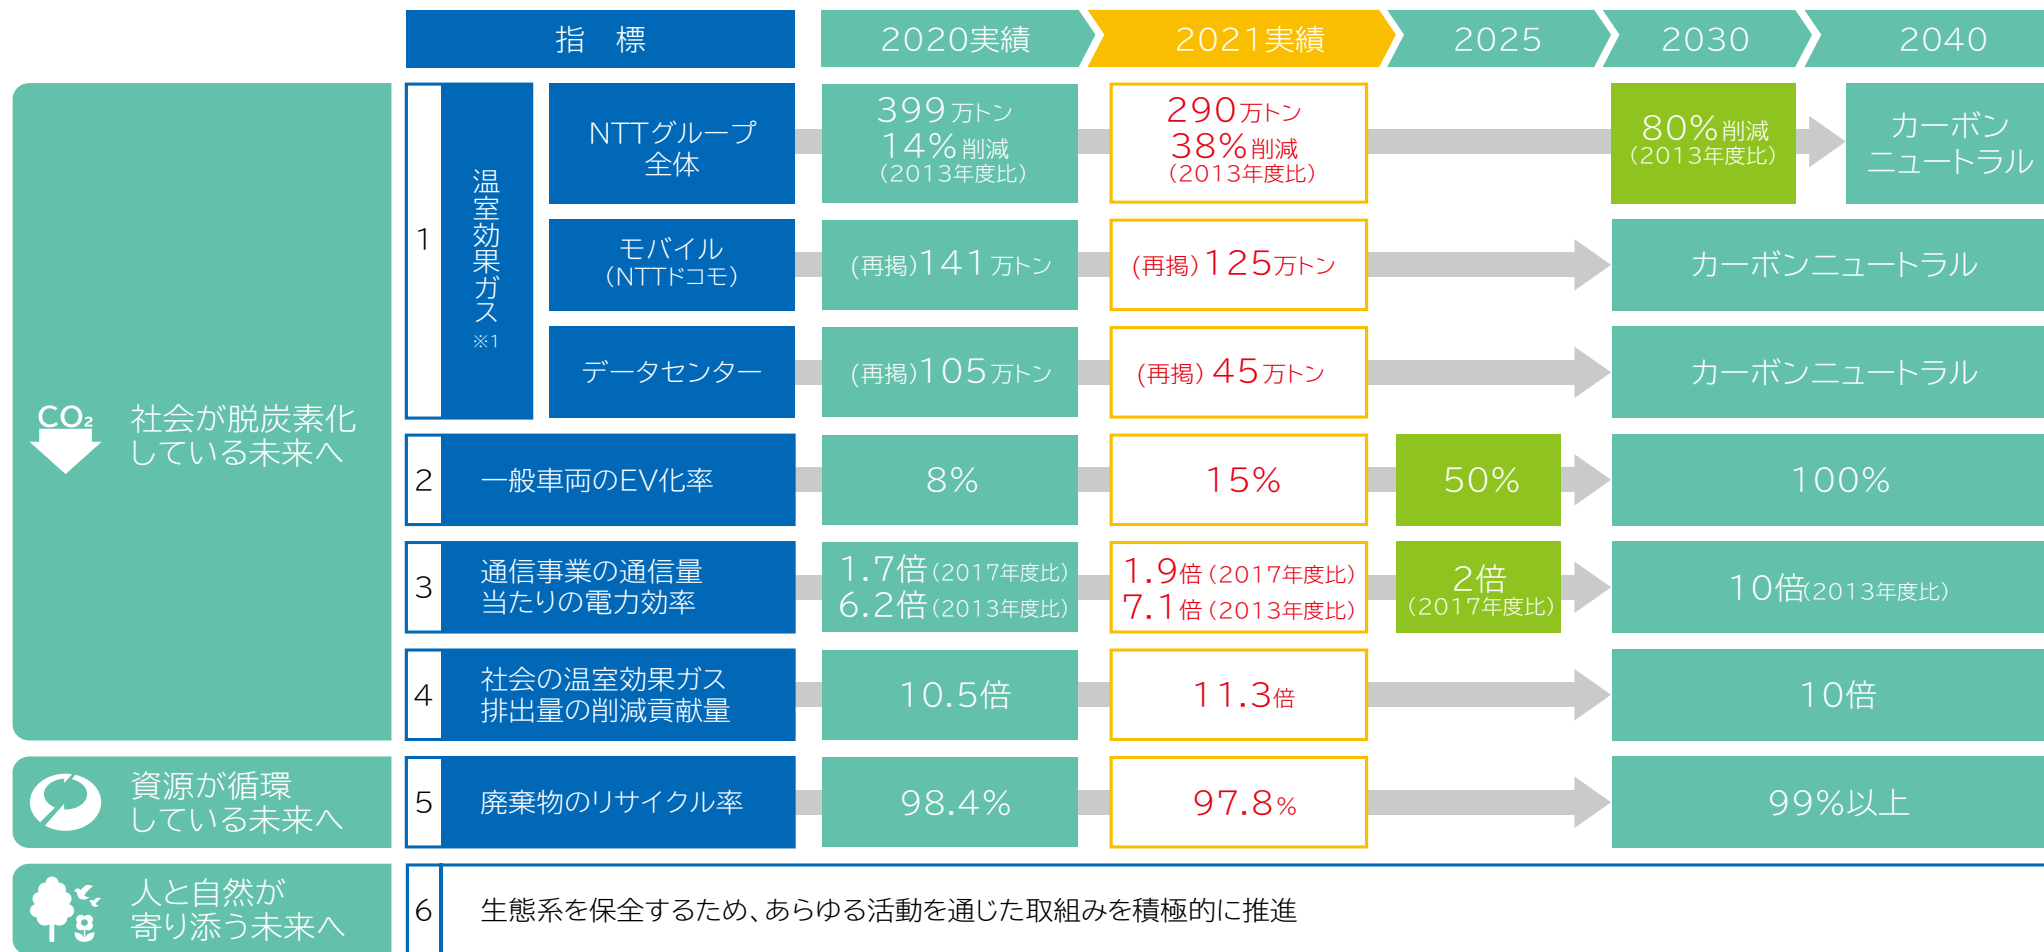 指 標
2020実績
2021実績
2025
2030
2040
CO₂
社会が脱炭素化
している未来へ
1
温室効果ガス
※1
NTTグループ
全体
399万トン
14%削減
(2013年度比)
290万トン
38%削減
(2013年度比)
80%削減
(2013年度比)
カーボン
ニュートラル
モバイル
(NTTドコモ)
(再掲)141万トン
(再掲)125万トン
カーボンニュートラル
データセンター
(再掲)105万トン
(再掲)45万トン
カーボンニュートラル
2
一般車両のEV化率
8%
15%
50%
100%
3
通信事業の通信量
当たりの電力効率
1.7倍(2017年度比)
6.2倍(2013年度比)
1.9倍(2017年度比)
7.1倍(2013年度比)
2倍
(2017年度比)
10倍(2013年度比)
4
社会の温室効果ガス
排出量の削減貢献量
10.5倍
11.3倍
10倍
資源が循環
している未来へ
5
廃棄物のリサイクル率
98.4%
97.8%
99%以上
人と自然が
寄り添う未来へ
6
生態系を保全するため、あらゆる活動を通じた取組みを積極的に推進